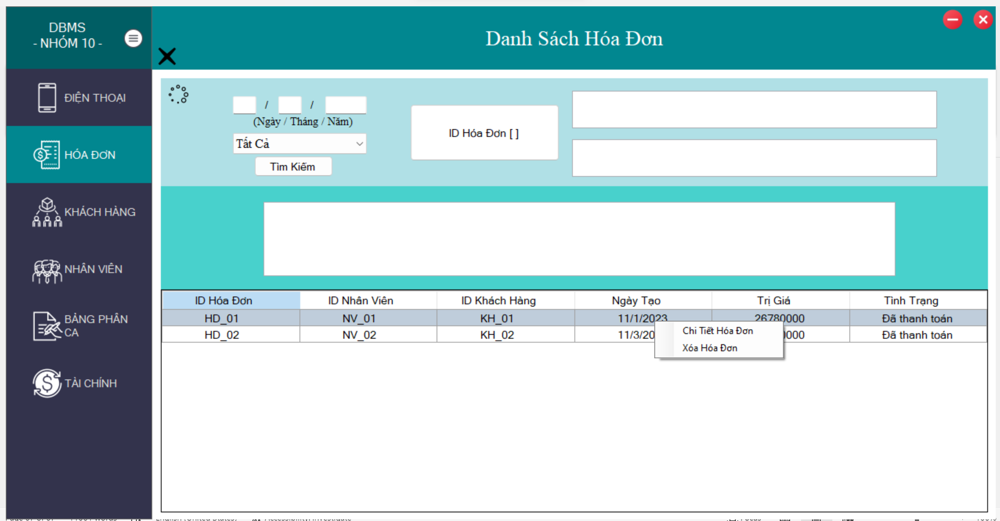 DBMS
- NHÓM 10 -
Danh Sách Hóa Đơn
ĐIỆN THOẠI
HÓA ĐƠN
KHÁCH HÀNG
NHÂN VIÊN
BẢNG PHÂN
CA
TÀI CHÍNH
/ /
(Ngày / Tháng / Năm)
Tất Cả
Tìm Kiếm
ID Hóa Đơn [ ]
ID Hóa Đơn ID Nhân Viên ID Khách Hàng Ngày Tạo Trị Giá Tình Trạng
HD_01 NV_01 KH_01 11/1/2023 26780000 Đã thanh toán
HD_02 NV_02 KH_02 11/3/20 Đã thanh toán
Chi Tiết Hóa Đơn
Xóa Hóa Đơn